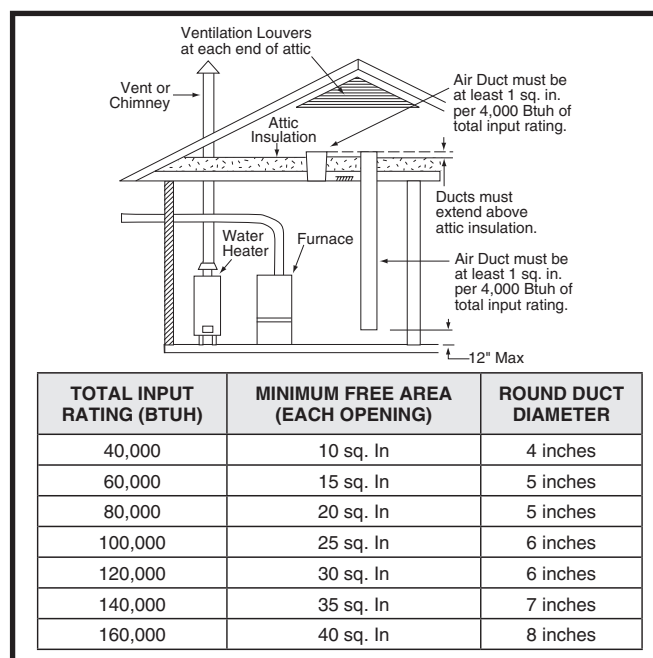 Ventilation Louvers
at each end of attic
Vent or
Chimney
Air Duct must be
at least 1 sq. in.
per 4,000 Btuh of
total input rating.
Attic
Insulation
Ducts must
extend above
attic insulation.
Water
Heater
Furnace
Air Duct must be
at least 1 sq. in.
per 4,000 Btuh of
total input rating.
12" Max
TOTAL INPUT RATING (BTUH) MINIMUM FREE AREA (EACH OPENING) ROUND DUCT DIAMETER
40,000 10 sq. In 4 inches
60,000 15 sq. In 5 inches
80,000 20 sq. In 5 inches
100,000 25 sq. In 6 inches
120,000 30 sq. In 6 inches
140,000 35 sq. In 7 inches
160,000 40 sq. In 8 inches